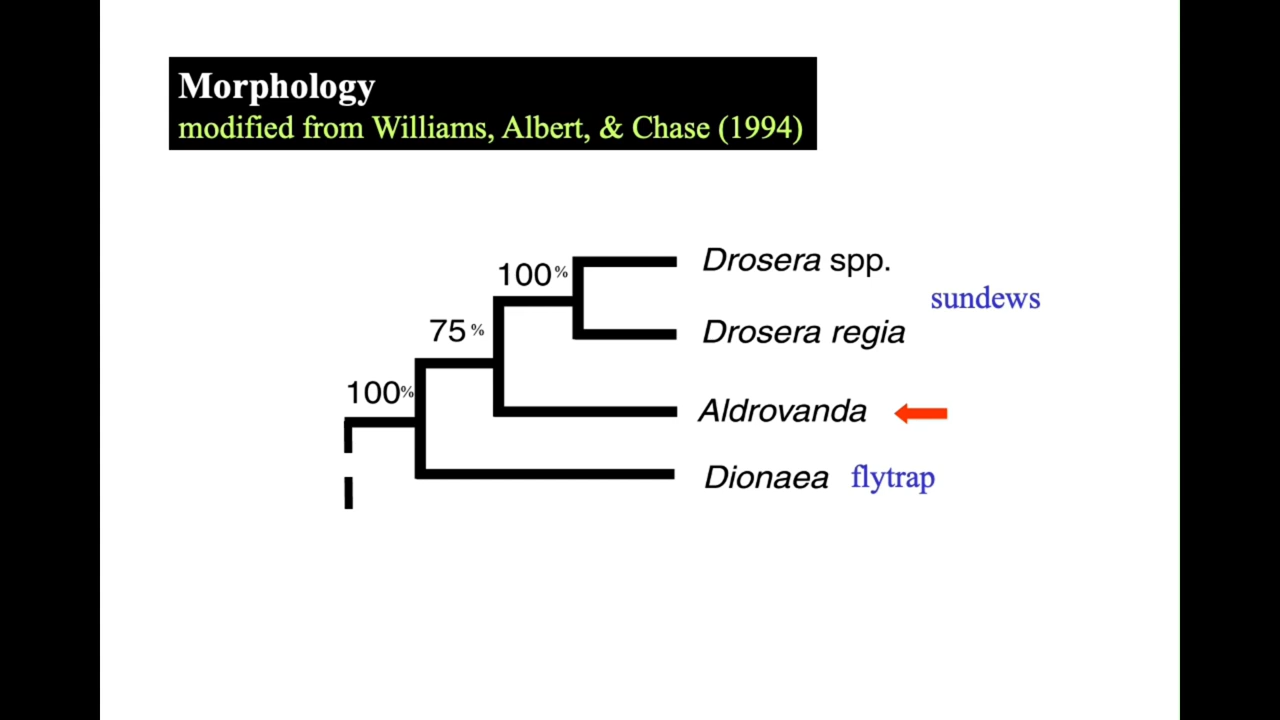 Morphology
modified from Williams, Albert, & Chase (1994)
100%
Drosera spp.
sundews
75%
Drosera regia
100%
Aldrovanda
Dionaea flytrap